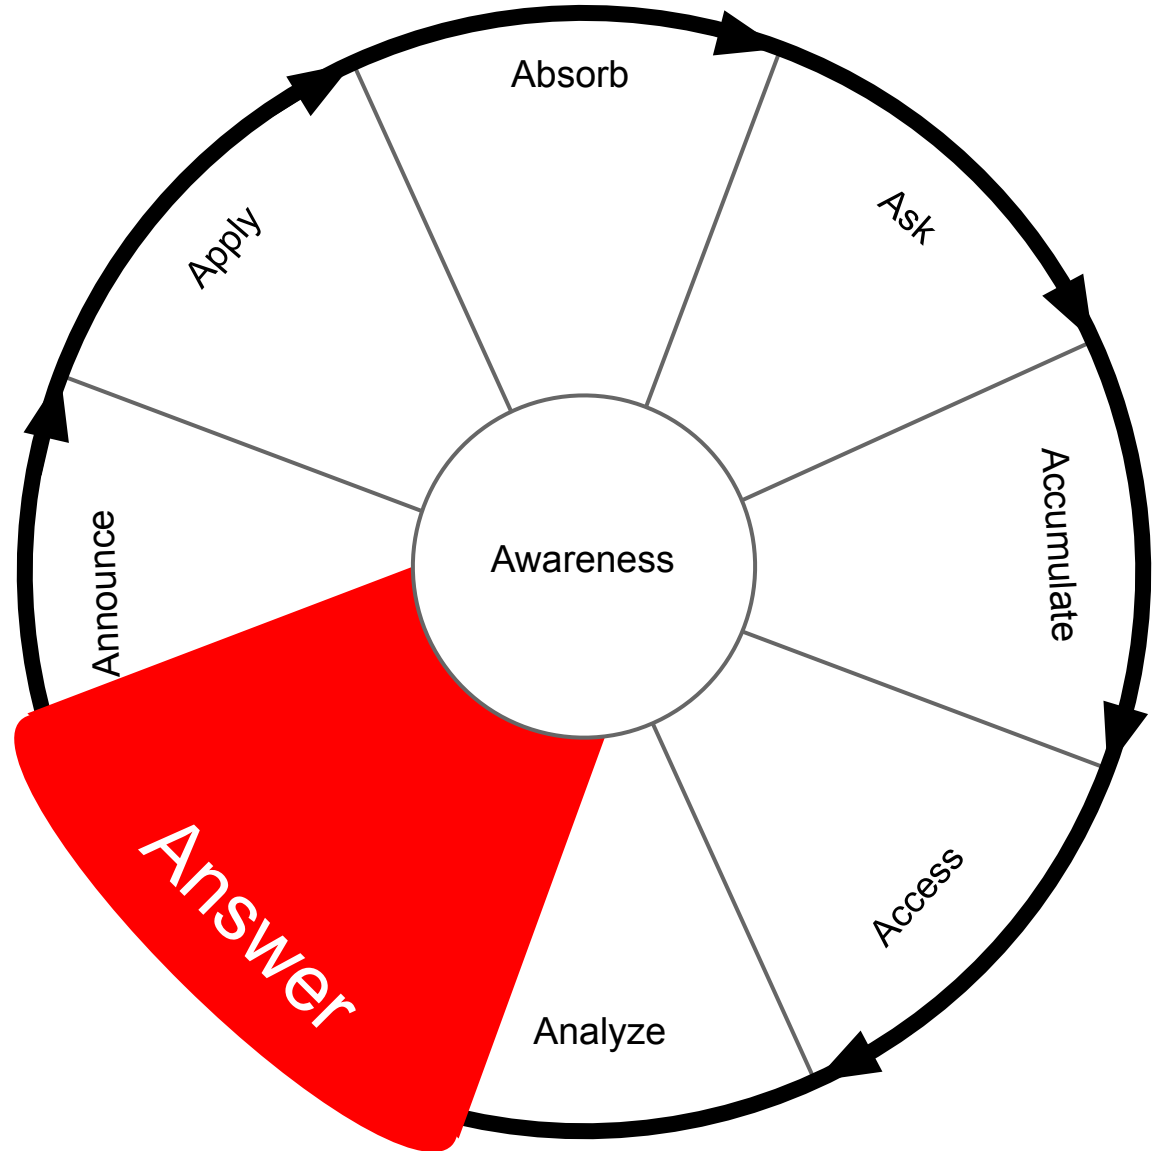 Absorb
Ask
Accumulate
Access
Analyze
Answer
Announce
Apply
Awareness